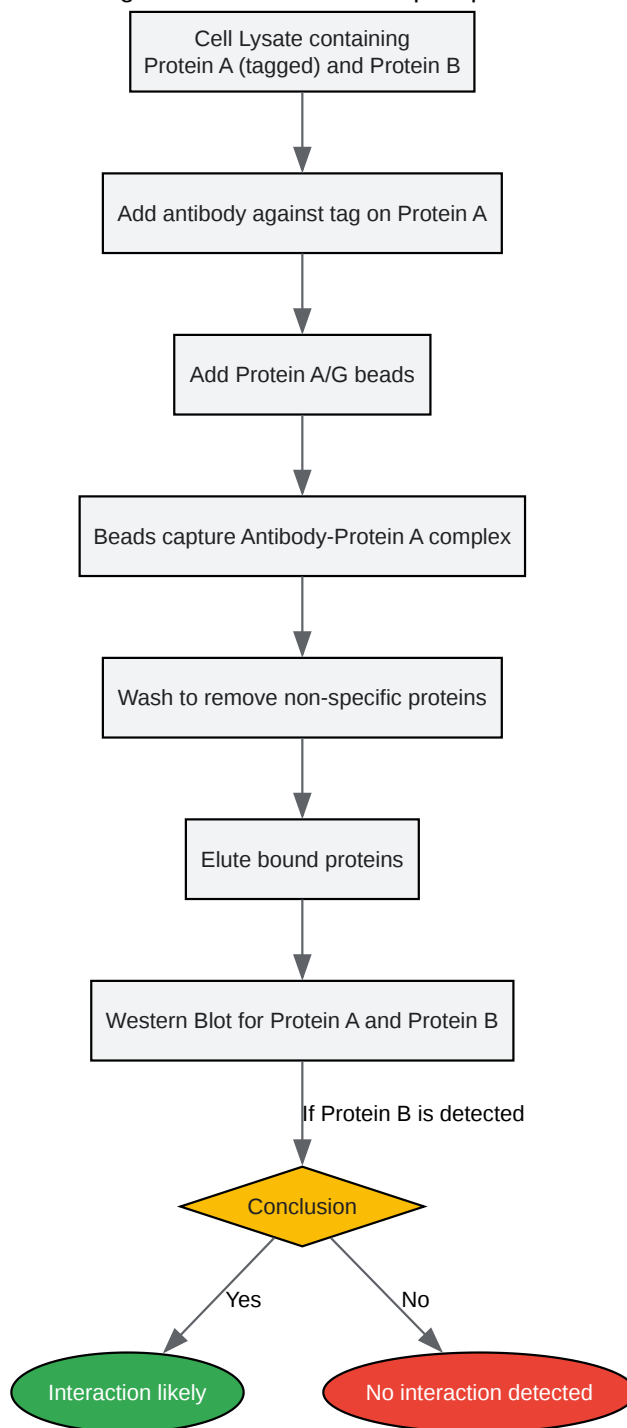 Cell Lysate containing
Protein A (tagged) and Protein B
Add antibody against tag on Protein A
Add Protein A/G beads
Beads capture Antibody-Protein A complex
Wash to remove non-specific proteins
Elute bound proteins
Western Blot for Protein A and Protein B
If Protein B is detected
Conclusion
Yes
No
Interaction likely
No interaction detected